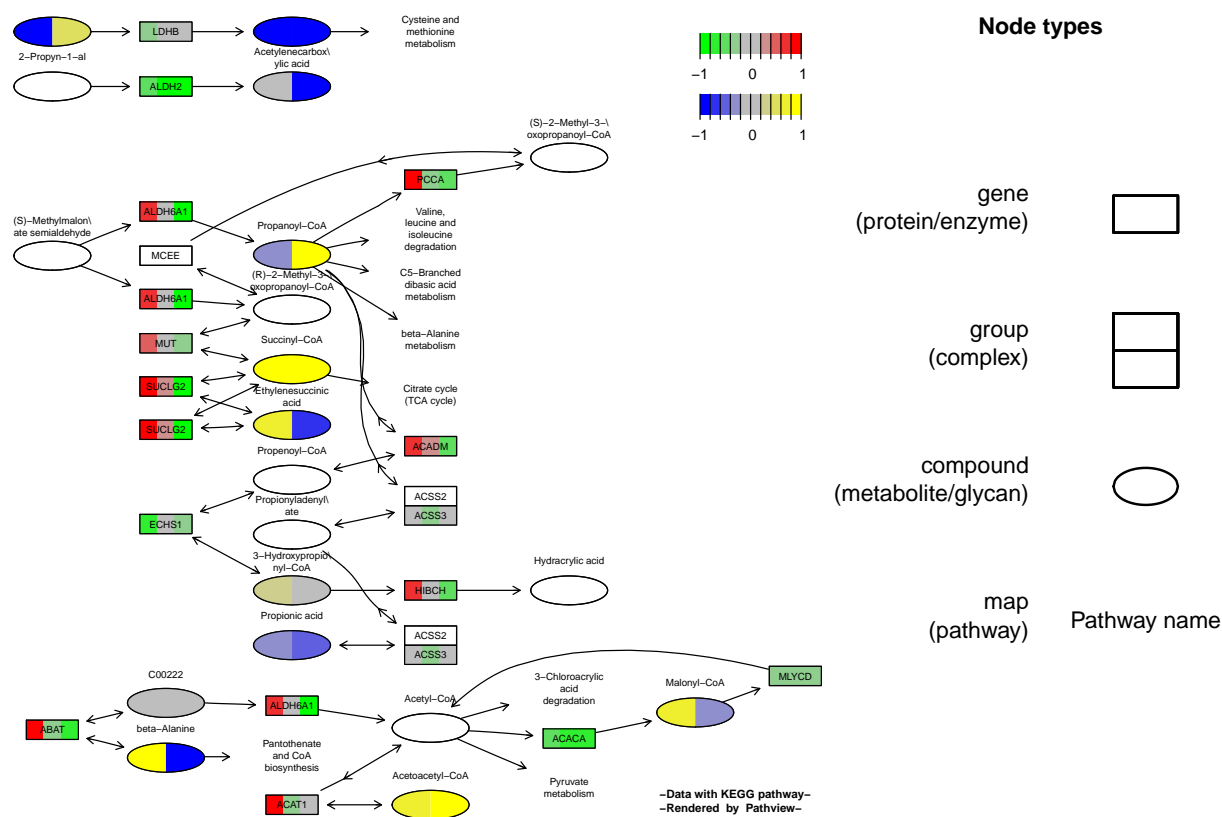 Cysteine and
methionine
metabolism
Node types
LDHB
2−Propyn−1−al
Acetylenecarbox\
ylic acid
ALDH2
−1
0
1
−1
0
1
(S)−2−Methyl−3−\
oxopropanoyl−CoA
PCCA
gene
(protein/enzyme)
(S)−Methylmalon\
ate semialdehyde
ALDH6A1
Propanoyl−CoA
Valine,
leucine and
isoleucine
degradation
MCEE
(R)−2−Methyl−3−\
oxopropanoyl−CoA
C5−Branched
dibasic acid
metabolism
ALDH6A1
MUT
beta−Alanine
metabolism
group
(complex)
Succinyl−CoA
SUCLG2
Ethylenesuccinic
acid
Citrate cycle
(TCA cycle)
SUCLG2
ACADM
Propenoyl−CoA
compound
(metabolite/glycan)
Propionyladenyl\
ate
ACSS2
ACSS3
ECHS1
3−Hydroxypropio\
nyl−CoA
Hydracrylic acid
HIBCH
Propionic acid
ACSS2
ACSS3
map
(pathway)
Pathway name
C00222
ALDH6A1
Acetyl−CoA
3−Chloroacrylic
acid
degradation
Malonyl−CoA
MLYCD
ABAT
beta−Alanine
Pantothenate
and CoA
biosynthesis
ACACA
Pyruvate
metabolism
ACAT1
Acetoacetyl−CoA
−Data with KEGG pathway−
−Rendered by Pathview−